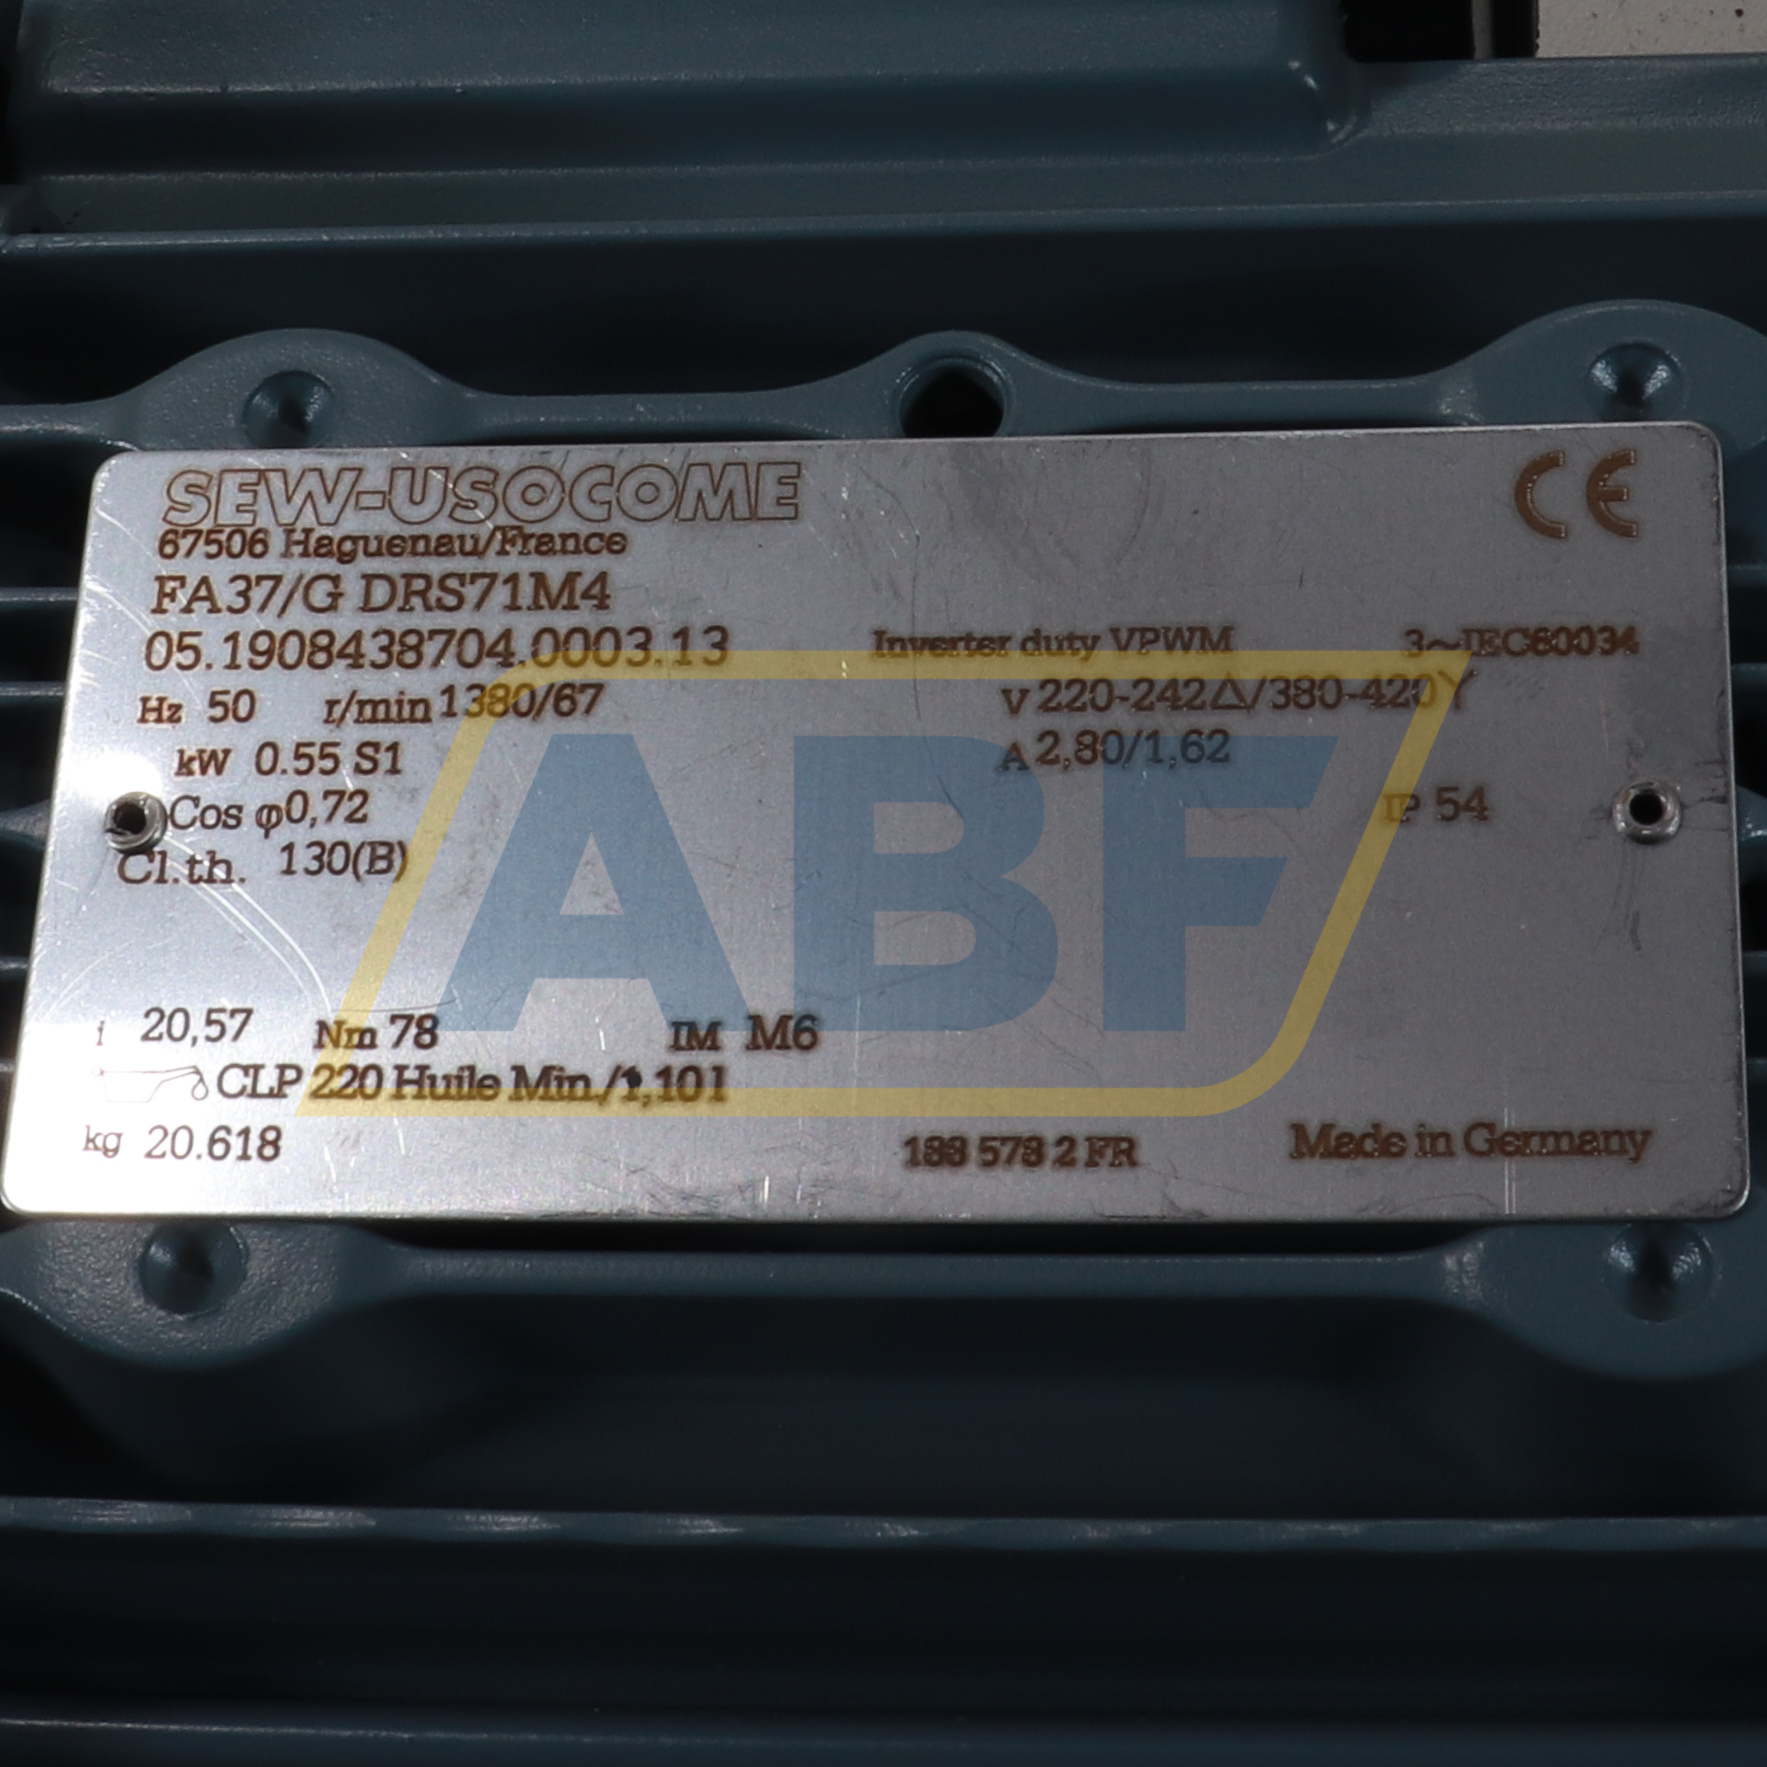 SEW-USOCOME
CE
67506 Haguenau/France
FA37/G DRS71M4
05.1908438704.0003.13 Inverter duty VPWM 3~IEC60034
Hz 50 r/min 1380/67 V 220-242△/380-420Y
kW 0.55 S1 A 2,80/1,62
Cos φ 0,72 IP 54
Cl.th. 130(B)
ABF
i 20,57 Nm 78 IM M6
CLP 220 Huile Min./1,10 l
kg 20.618 188 578 2 FR Made in Germany